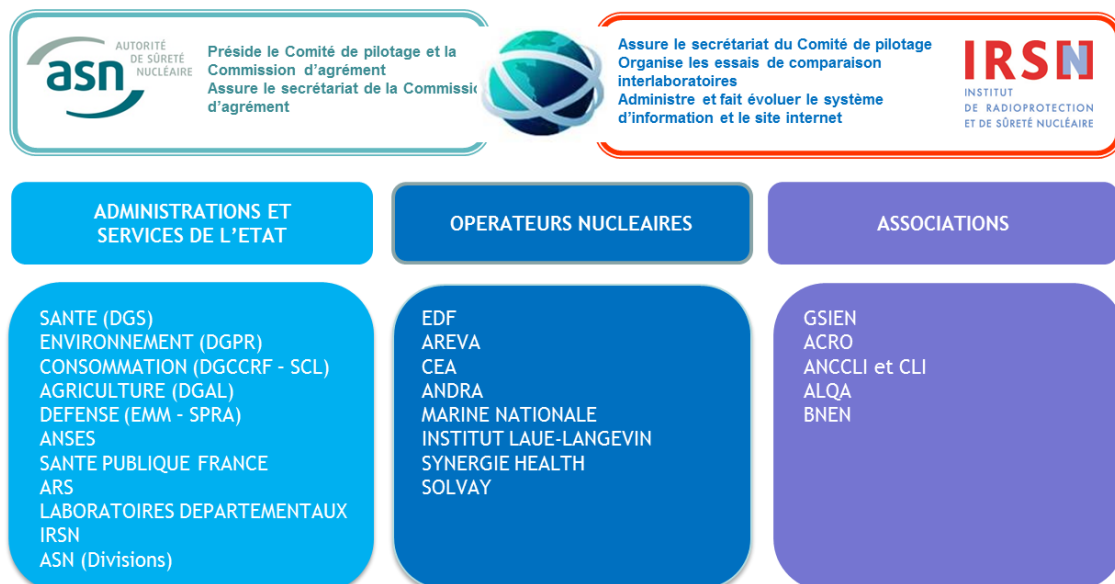 asn
AUTORITÉ
DE SÛRETÉ
NUCLÉAIRE
Préside le Comité de pilotage et la
Commission d'agrément
Assure le secrétariat de la Commissio
d'agrément
Assure le secrétariat du Comité de pilotage
Organise les essais de comparaison
interlaboratoires
Administre et fait évoluer le système
d'information et le site internet
IRSN
INSTITUT
DE RADIOPROTECTION
ET DE SÛRETÉ NUCLÉAIRE
ADMINISTRATIONS ET
SERVICES DE L'ETAT
SANTE (DGS)
ENVIRONNEMENT (DGPR)
CONSOMMATION (DGCCRF – SCL)
AGRICULTURE (DGAL)
DEFENSE (EMM – SPRA)
ANSES
SANTE PUBLIQUE FRANCE
ARS
LABORATOIRES DEPARTEMENTAUX
IRSN
ASN (Divisions)
OPERATEURS NUCLEAIRES
EDF
AREVA
CEA
ANDRA
MARINE NATIONALE
INSTITUT LAUE-LANGEVIN
SYNERGIE HEALTH
SOLVAY
ASSOCIATIONS
GSIEN
ACRO
ANCCLI et CLI
ALQA
BNEN